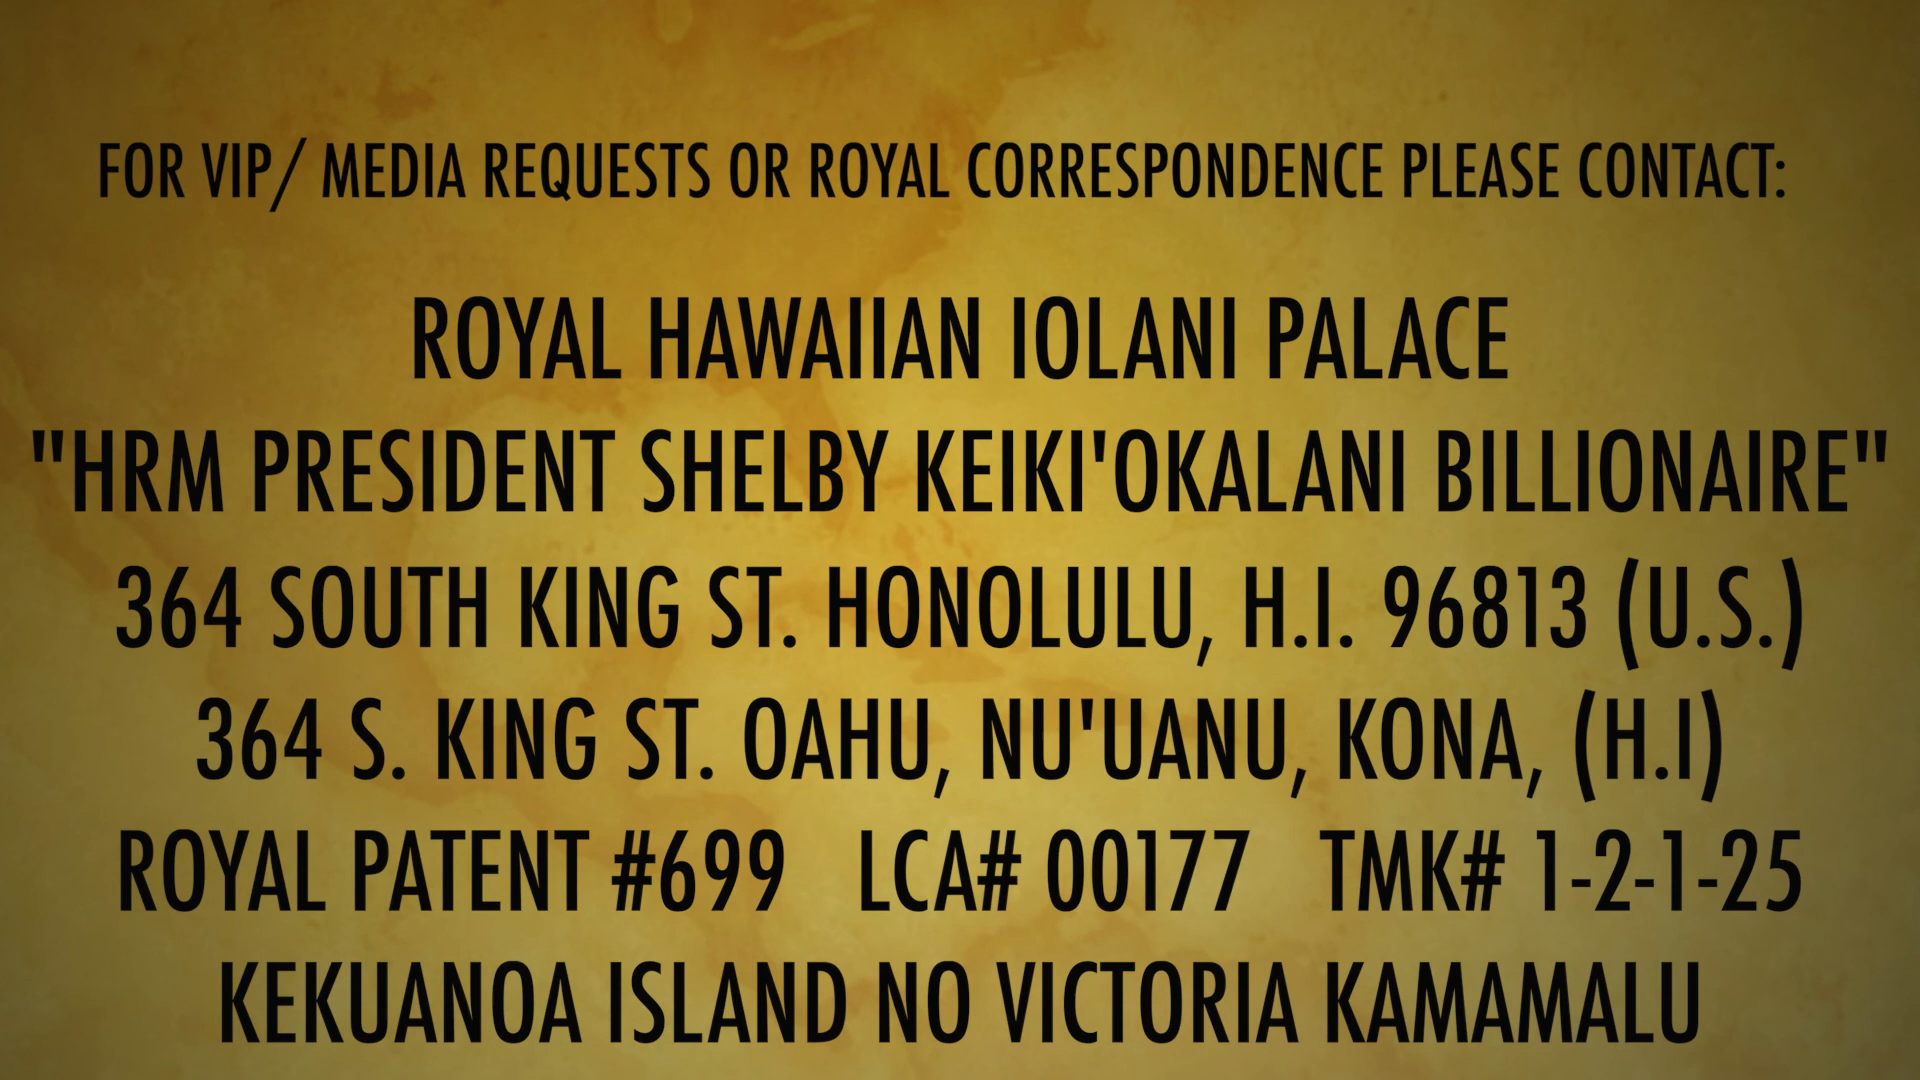 FOR VIP/ MEDIA REQUESTS OR ROYAL CORRESPONDENCE PLEASE CONTACT:
ROYAL HAWAIIAN IOLANI PALACE
"HRM PRESIDENT SHELBY KEIKI'OKALANI BILLIONAIRE"
364 SOUTH KING ST. HONOLULU, H.I. 96813 (U.S.)
364 S. KING ST. OAHU, NU'UANU, KONA, (H.I)
ROYAL PATENT #699 LCA# 00177 TMK# 1-2-1-25
KEKUANOA ISLAND NO VICTORIA KAMAMALU